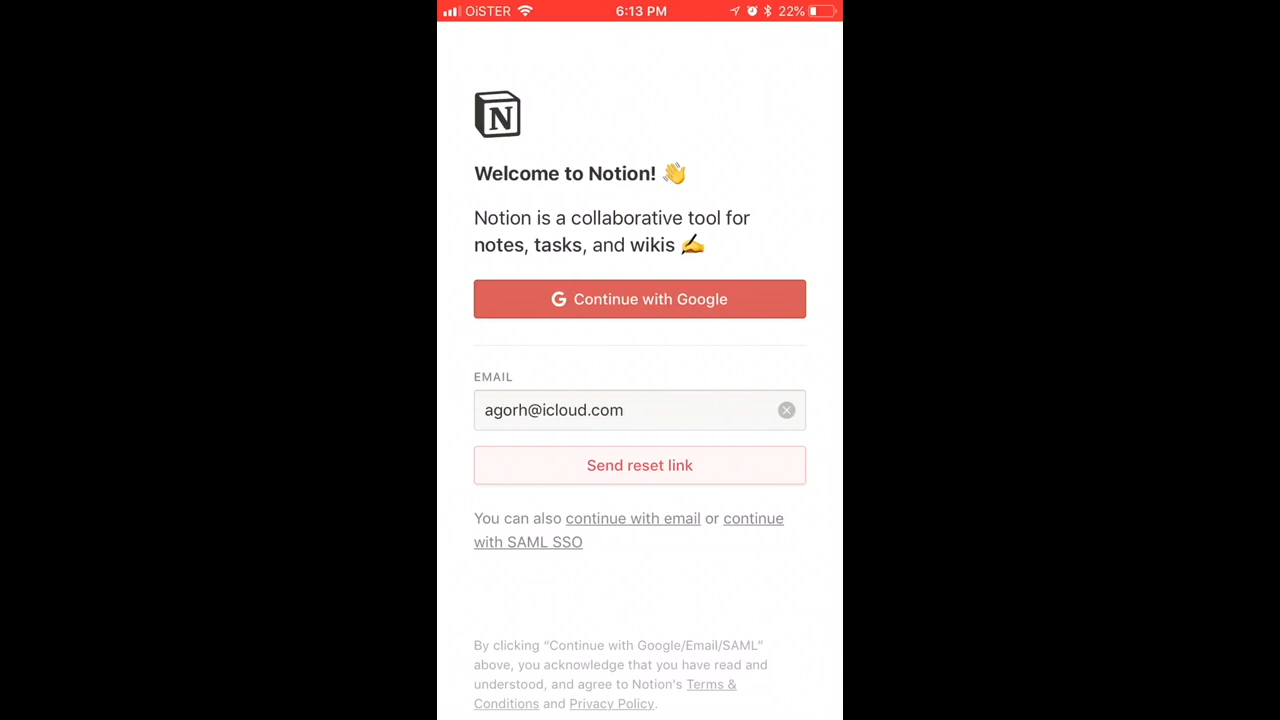 OiSTER 6:13 PM 22%
N
Welcome to Notion! 👋
Notion is a collaborative tool for
notes, tasks, and wikis ✍️
G Continue with Google
EMAIL
agorh@icloud.com
Send reset link
You can also continue with email or continue
with SAML SSO
By clicking “Continue with Google/Email/SAML”
above, you acknowledge that you have read and
understood, and agree to Notion's Terms &
Conditions and Privacy Policy.